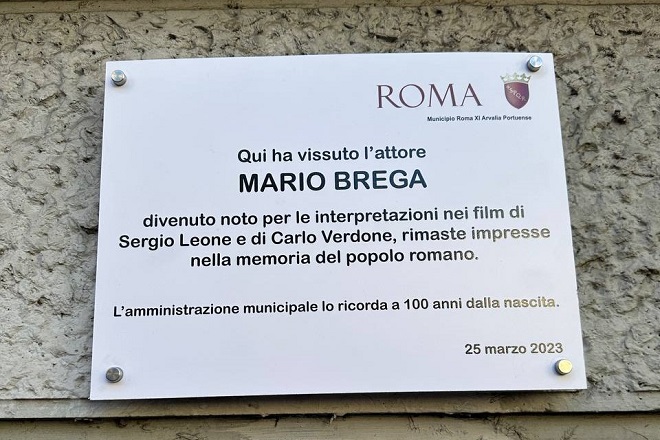 ROMA
Municipio Roma XI Arvalia Portuense
Qui ha vissuto l'attore
MARIO BREGA
divenuto noto per le interpretazioni nei film di
Sergio Leone e di Carlo Verdone, rimaste impresse
nella memoria del popolo romano.
L'amministrazione municipale lo ricorda a 100 anni dalla nascita.
25 marzo 2023